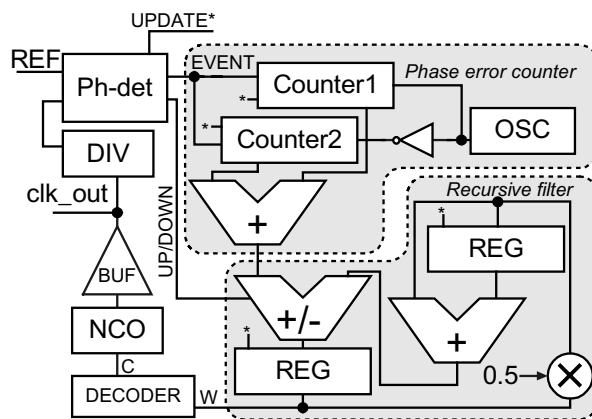 UPDATE*
REF
Ph-det
EVENT
Counter1
Phase error counter
*
*
Counter2
OSC
DIV
clk_out
+
UP/DOWN
Recursive filter
*
REG
BUF
+/-
+
NCO
*
REG
0.5
×
C
DECODER
W